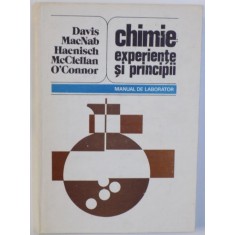 Davis
MacNab
Haenisch
McClellan
O'Connor
chimie
experiențe
și principii
MANUAL DE LABORATOR